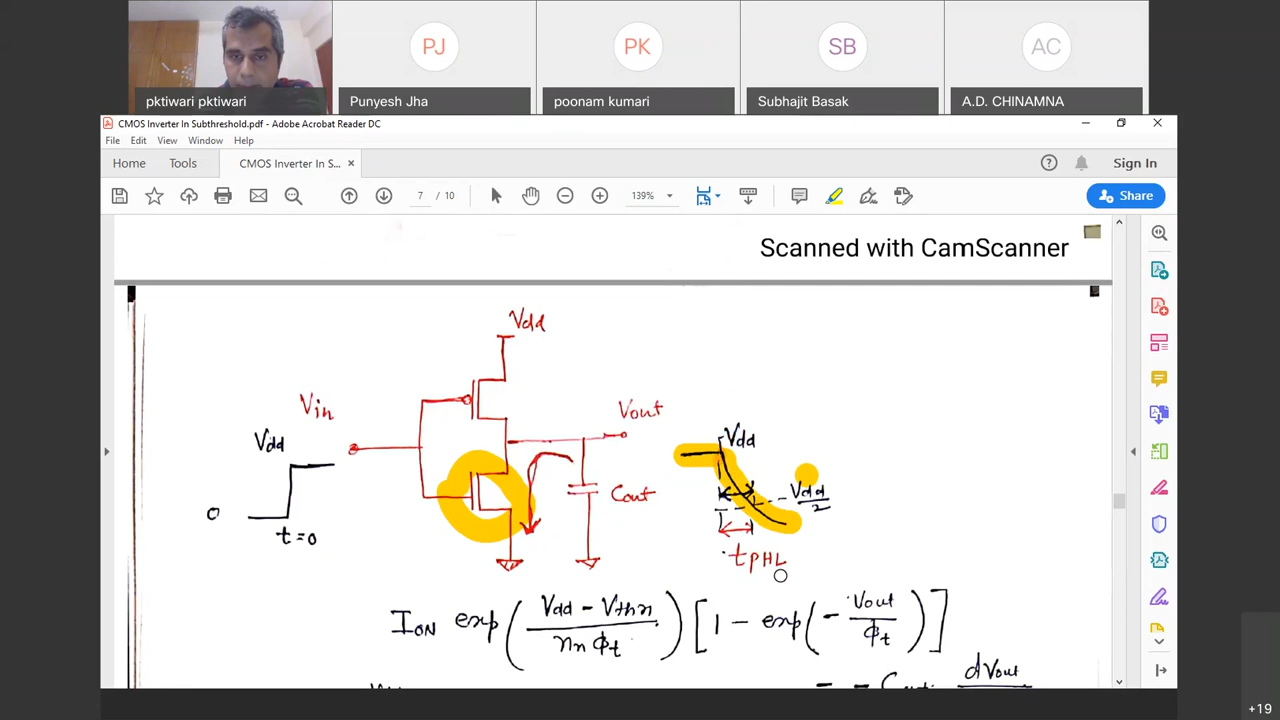 PJ
PK
SB
AC
pktiwari pktiwari
Punyesh Jha
poonam kumari
Subhajit Basak
A.D. CHINAMNA
CMOS Inverter In Subthreshold.pdf - Adobe Acrobat Reader DC
File Edit View Window Help
Home Tools CMOS Inverter In S... × Sign In
7 / 10 139% Share
Scanned with CamScanner
Vdd
Vin
Vout
Vdd
Vdd
0
t=0
Cout
Vdd/2
tPHL
ION exp((Vdd - Vthn)/(nn ϕt)) [1 - exp(-Vout/ϕt)]
dVout
+19